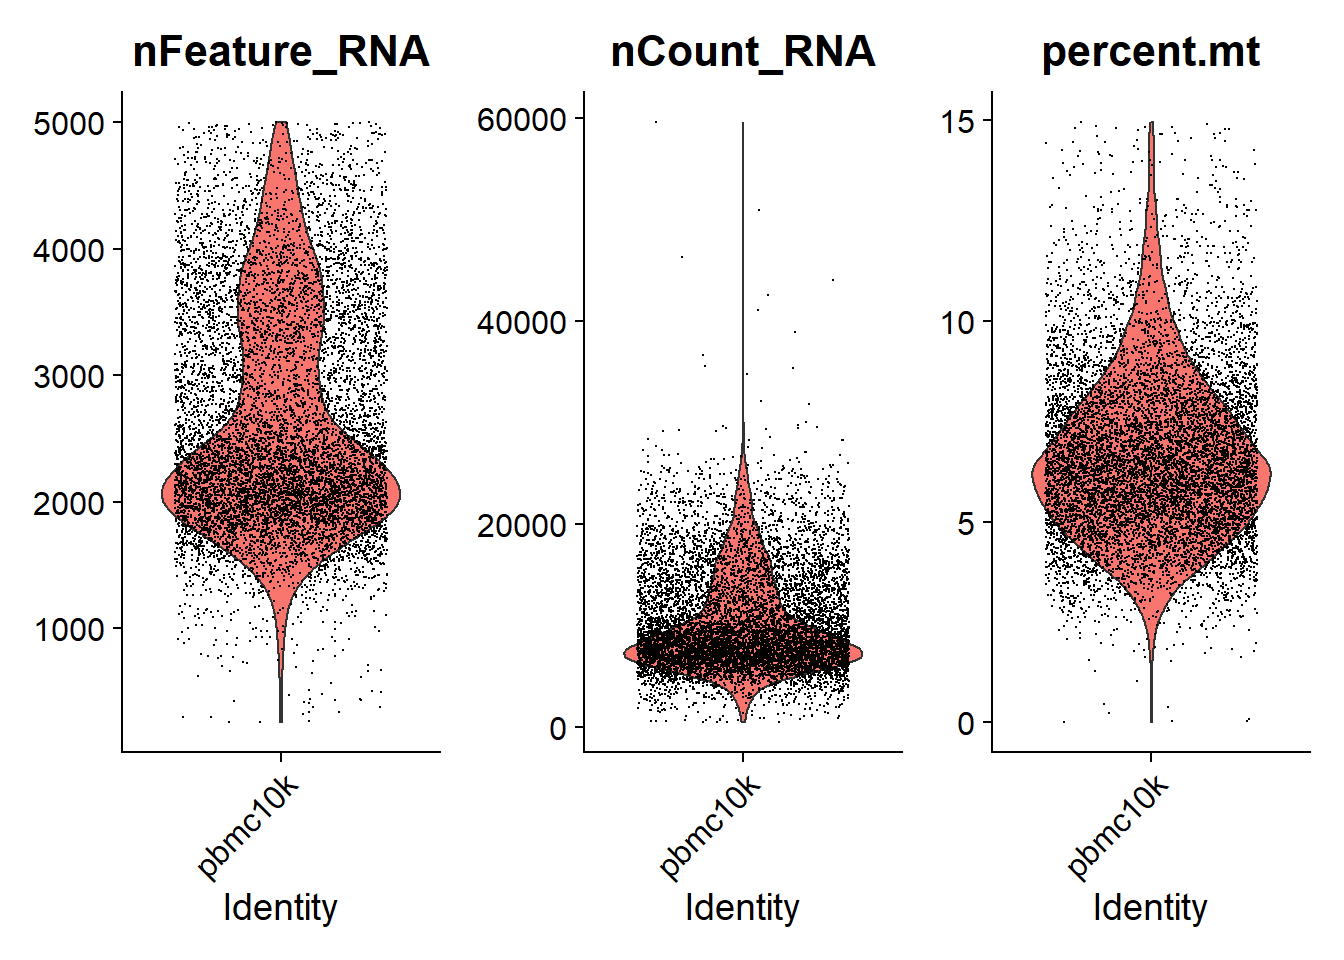 nFeature_RNA
5000
4000
3000
2000
1000
pbmc10k
Identity
nCount_RNA
60000
40000
20000
0
pbmc10k
Identity
percent.mt
15
10
5
0
pbmc10k
Identity